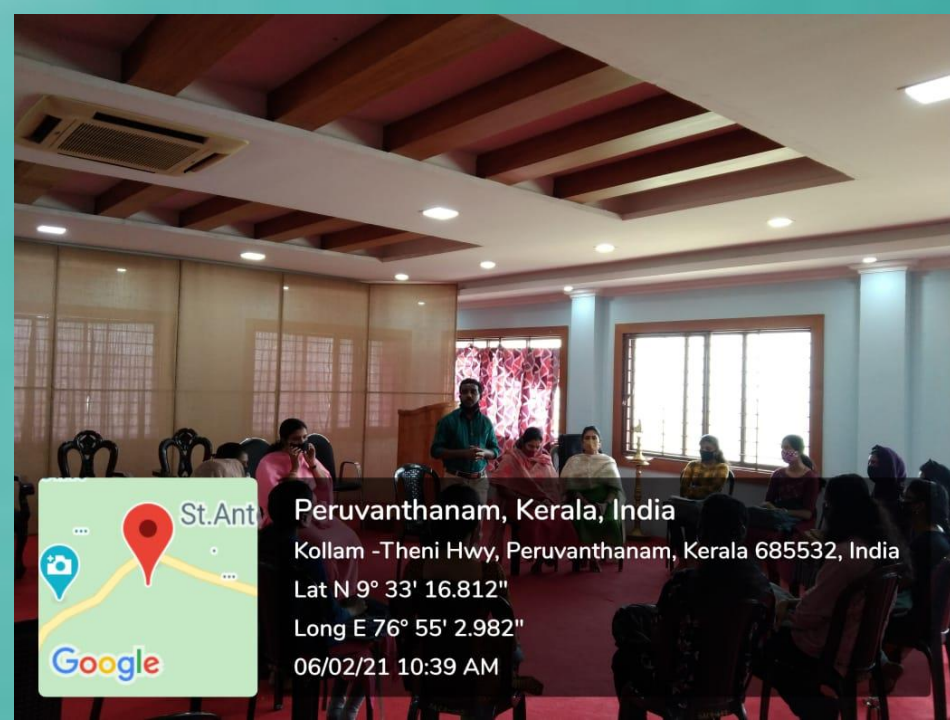 St.Ant
Google
Peruvanthanam, Kerala, India
Kollam -Theni Hwy, Peruvanthanam, Kerala 685532, India
Lat N 9° 33' 16.812"
Long E 76° 55' 2.982"
06/02/21 10:39 AM